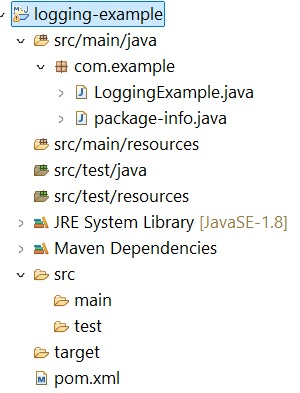 logging-example
src/main/java
com.example
LoggingExample.java
package-info.java
src/main/resources
src/test/java
src/test/resources
JRE System Library [JavaSE-1.8]
Maven Dependencies
src
main
test
target
pom.xml